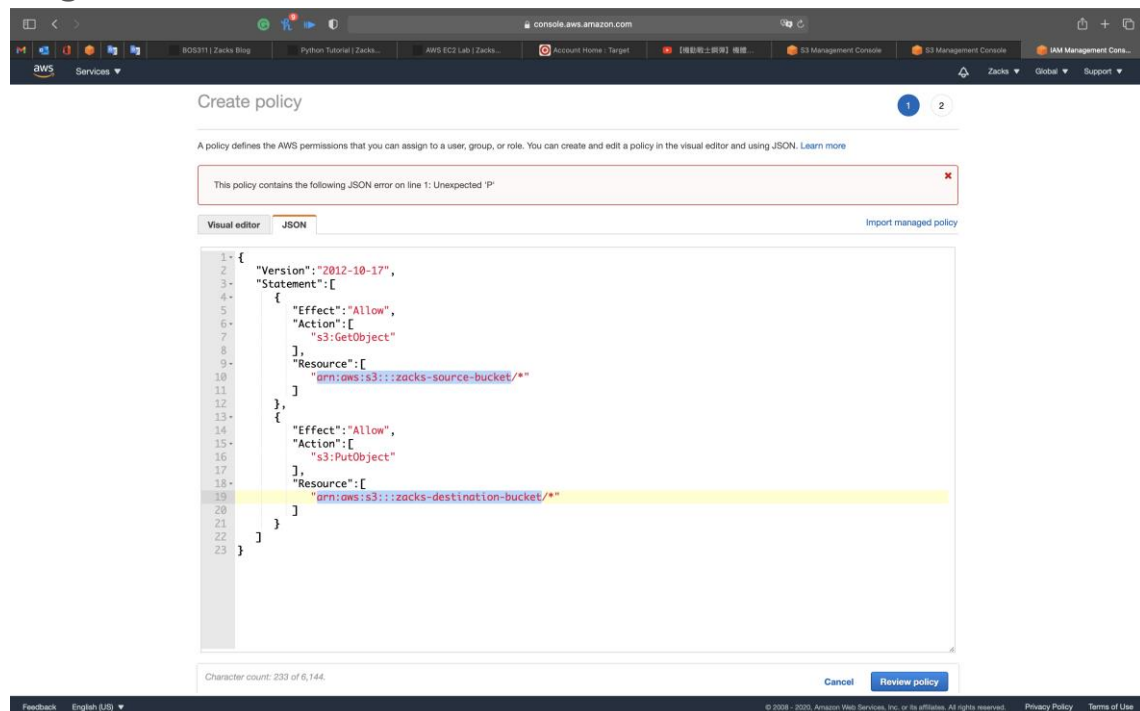 console.aws.amazon.com
BOS311 | Zacks Blog
Python Tutorial | Zacks...
AWS EC2 Lab | Zacks...
Account Home : Target
S3 Management Console
S3 Management Console
IAM Management Cons...
aws
Services ▼
Zacks ▼
Global ▼
Support ▼
Create policy
1
2
A policy defines the AWS permissions that you can assign to a user, group, or role. You can create and edit a policy in the visual editor and using JSON. Learn more
This policy contains the following JSON error on line 1: Unexpected 'P'
Visual editor
JSON
Import managed policy
1 {
2 "Version":"2012-10-17",
3 "Statement":[
4 {
5 "Effect":"Allow",
6 "Action":[
7 "s3:GetObject"
8 ],
9 "Resource":[
10 "arn:aws:s3:::zacks-source-bucket/*"
11 ]
12 },
13 {
14 "Effect":"Allow",
15 "Action":[
16 "s3:PutObject"
17 ],
18 "Resource":[
19 "arn:aws:s3:::zacks-destination-bucket/*"
20 ]
21 }
22 ]
23 }
Character count: 233 of 6,144.
Cancel
Review policy
Feedback
English (US) ▼
© 2008 - 2020, Amazon Web Services, Inc. or its affiliates. All rights reserved.
Privacy Policy
Terms of Use